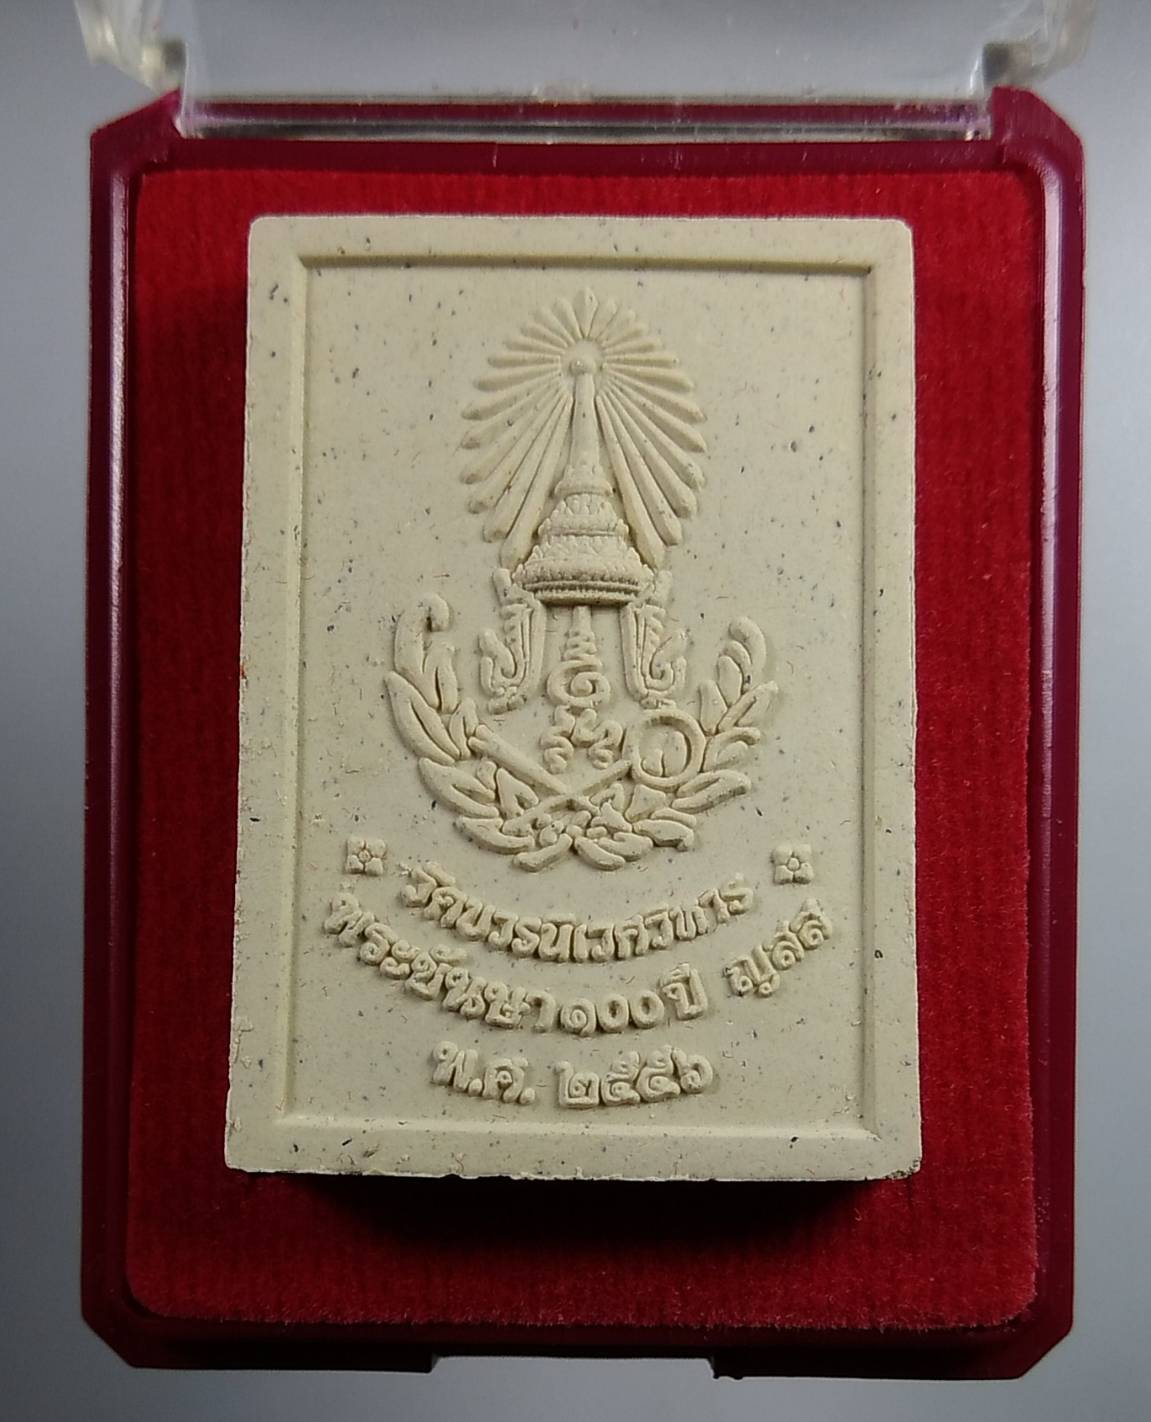 วัดบวรนิเวศวิหาร
พระชันษา๑๐๐ปี ญสส
พ.ศ. ๒๕๕๖